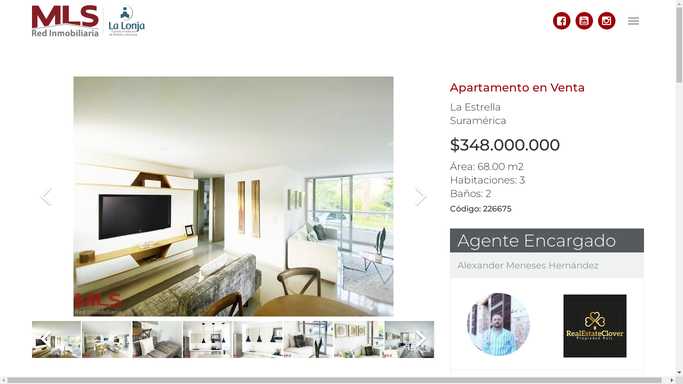 MLS
Red Inmobiliaria
La Lonja
Apartamento en Venta
La Estrella
Suramérica
$348.000.000
Área: 68.00 m2
Habitaciones: 3
Baños: 2
Código: 226675
Agente Encargado
Alexander Meneses Hernández
MLS
RealEstateClover
Propiedad Raíz